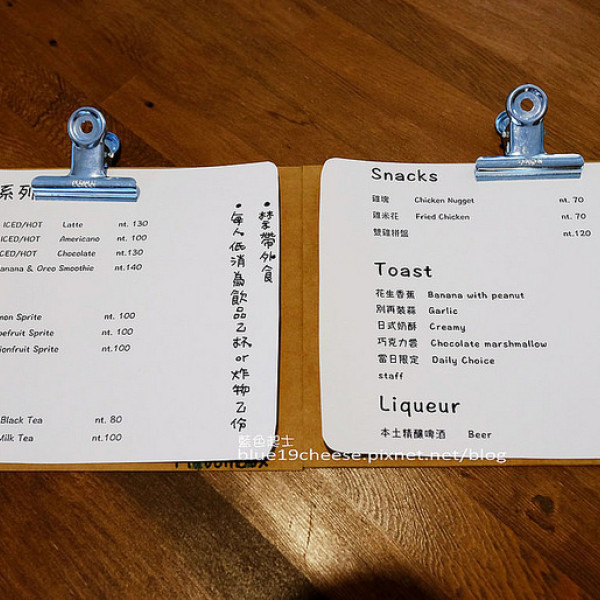 系列
ICED/HOT Latte nt. 130
ICED/HOT Americano nt. 100
ICED/HOT Chocolate nt.130
anana & Oreo Smoothie nt.140
mon Sprite nt. 100
pefruit Sprite nt.100
ionfruit Sprite nt.100
Black Tea nt. 80
Milk Tea nt.100
• 禁帶外食
• 每人低消為飲品乙杯or炸物乙份
Snacks
雞塊 Chicken Nugget nt. 70
雞米花 Fried Chicken nt. 70
雙雞拼盤 nt.120
Toast
花生香蕉 Banana with peanut
別再裝蒜 Garlic
日式奶酥 Creamy
巧克力雲 Chocolate marshmallow
當日限定 Daily Choice
staff
Liqueur
本土精釀啤酒 Beer
藍色起士
blue19cheese.pixnet.net/blog